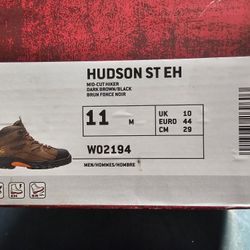 HUDSON ST EH
MID-CUT HIKER
DARK BROWN/BLACK
BRUN FORCE NOIR
11 M
UK 10
EURO 44
CM 29
W02194
MEN/HOMMES/HOMBRE